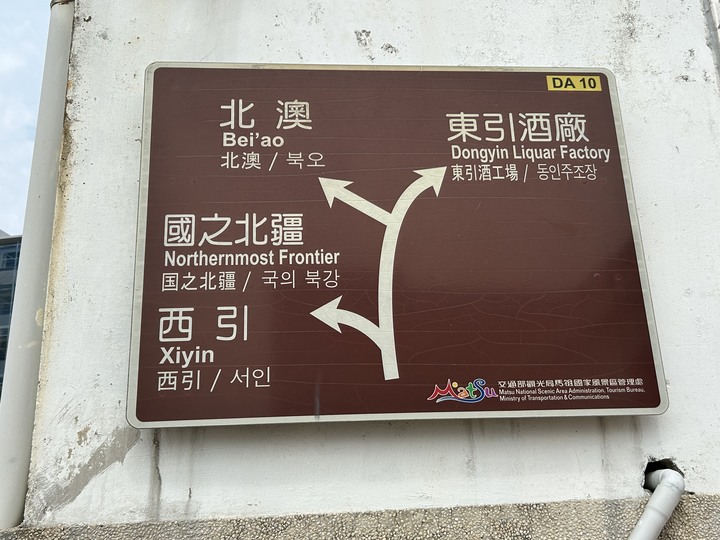 DA 10
北 澳
Bei'ao
北澳 / 북오
東引酒廠
Dongyin Liquar Factory
東引酒工場 / 동인주조장
國之北疆
Northernmost Frontier
国之北疆 / 국의 북강
西 引
Xiyin
西引 / 서인
Matsu
交通部觀光局馬祖國家風景區管理處
Matsu National Scenic Area Administration, Tourism Bureau,
Ministry of Transportation & Communications